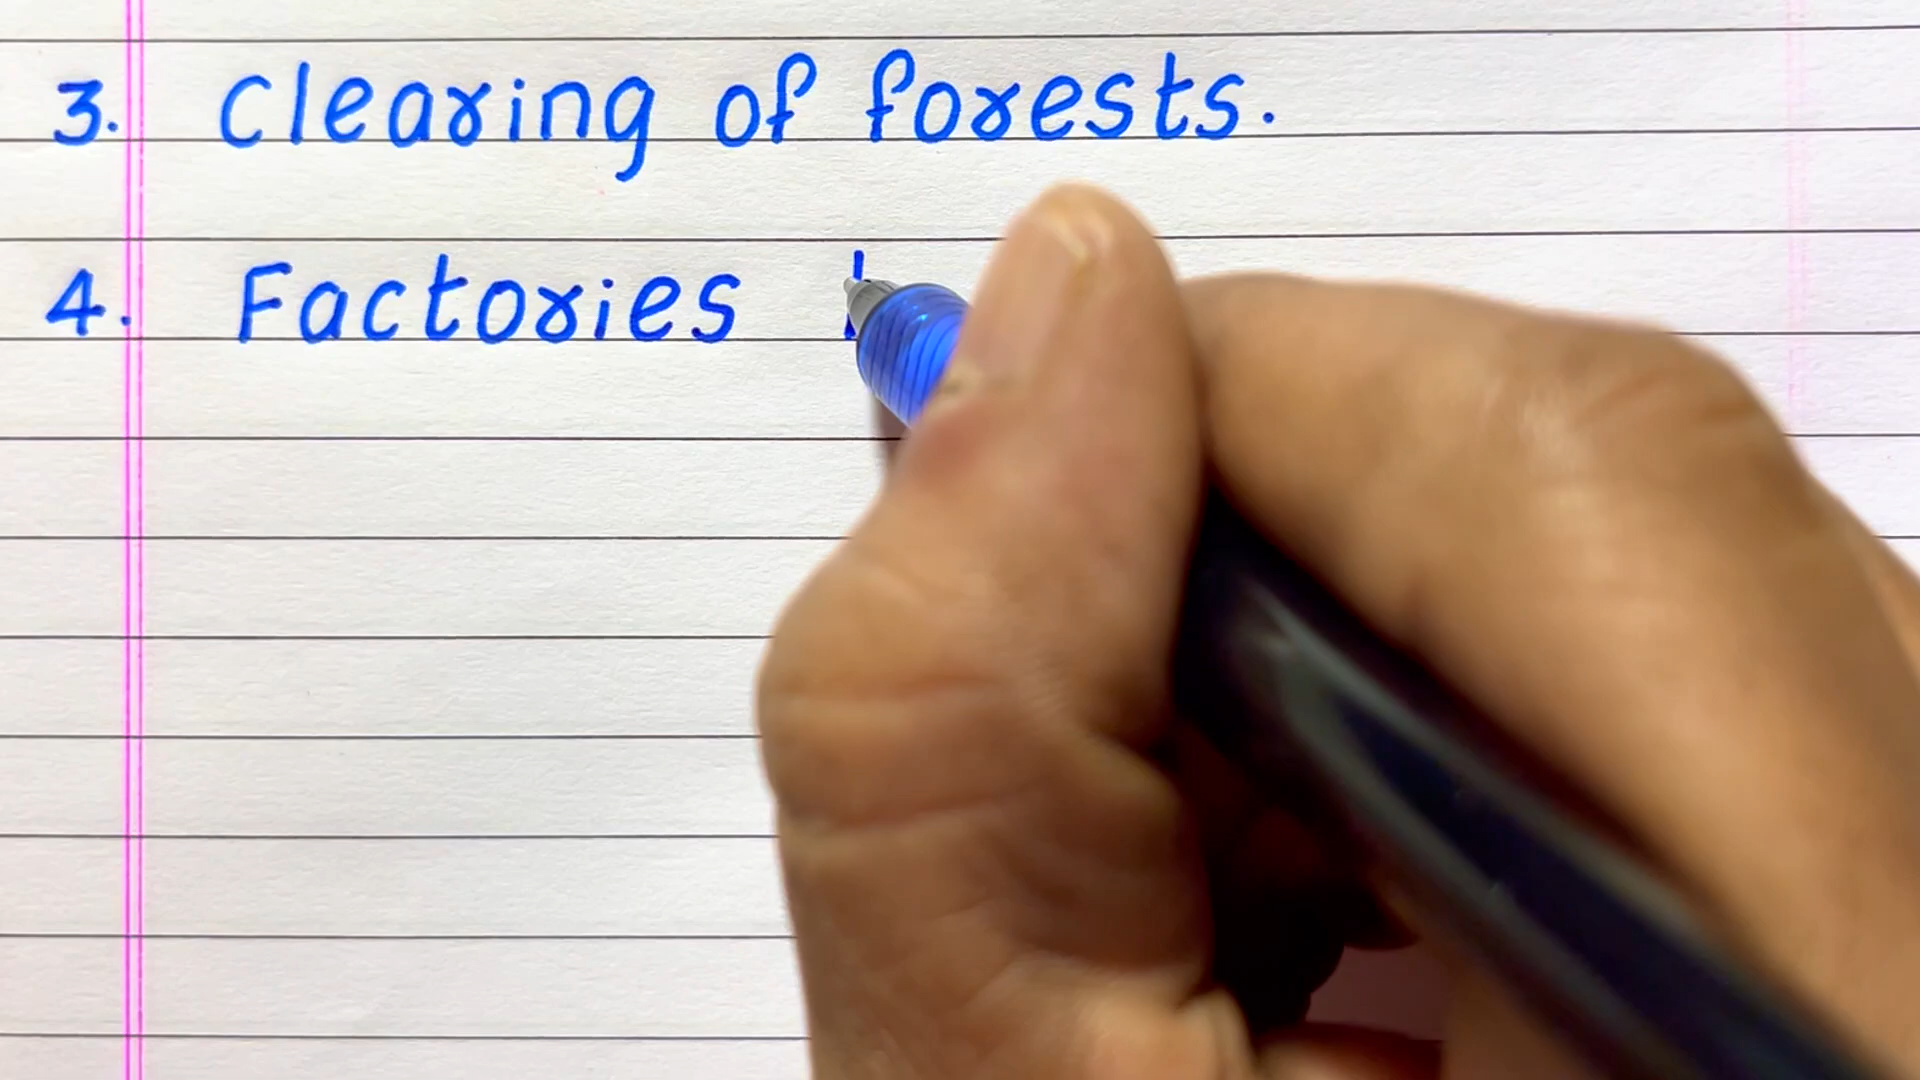 3. clearing of forests.
4. Factories